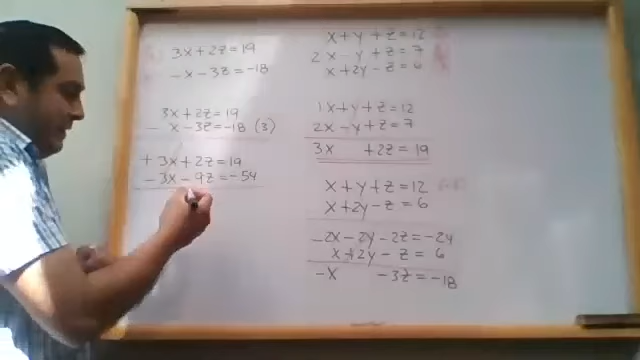 3x+2z=19
-x-3z=-18
3x+2z=19
-x-3z=-18 (3)
+3x+2z=19
-3x-9z=-54
x+y+z=12
2x-y+z=7
x+2y-z=6
1x+y+z=12
2x-y+z=7
3x +2z=19
x+y+z=12
x+2y-z=6
-2x-2y-2z=-24
x+2y-z=6
-x -3z=-18